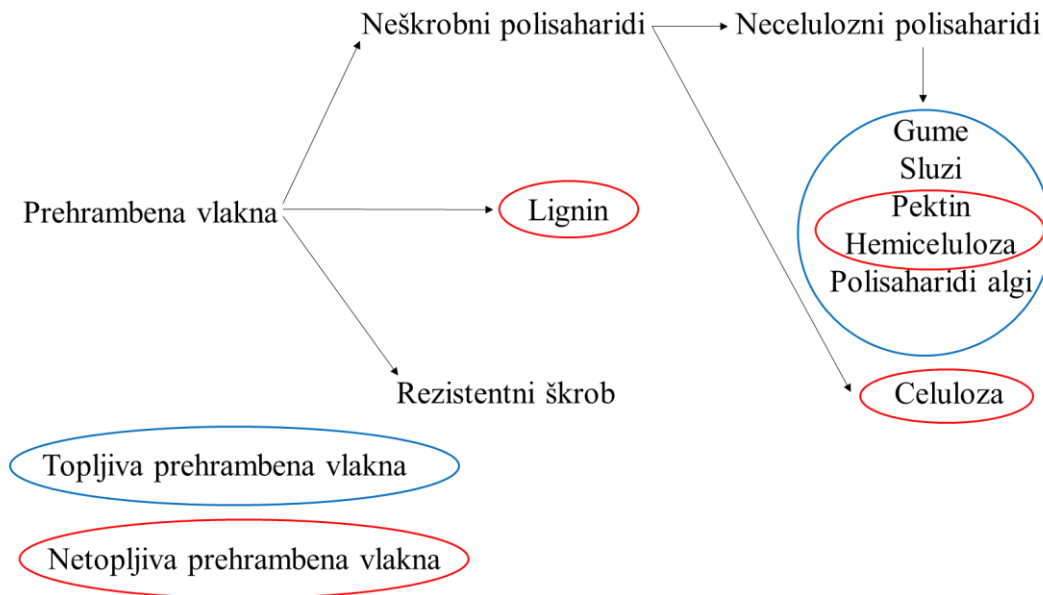 Neškrobni polisaharidi
Necelulozni polisaharidi
Gume
Sluzi
Prehrambena vlakna
Lignin
Pektin
Hemiceluloza
Polisaharidi algi
Rezistentni škrob
Celuloza
Topljiva prehrambena vlakna
Netopljiva prehrambena vlakna